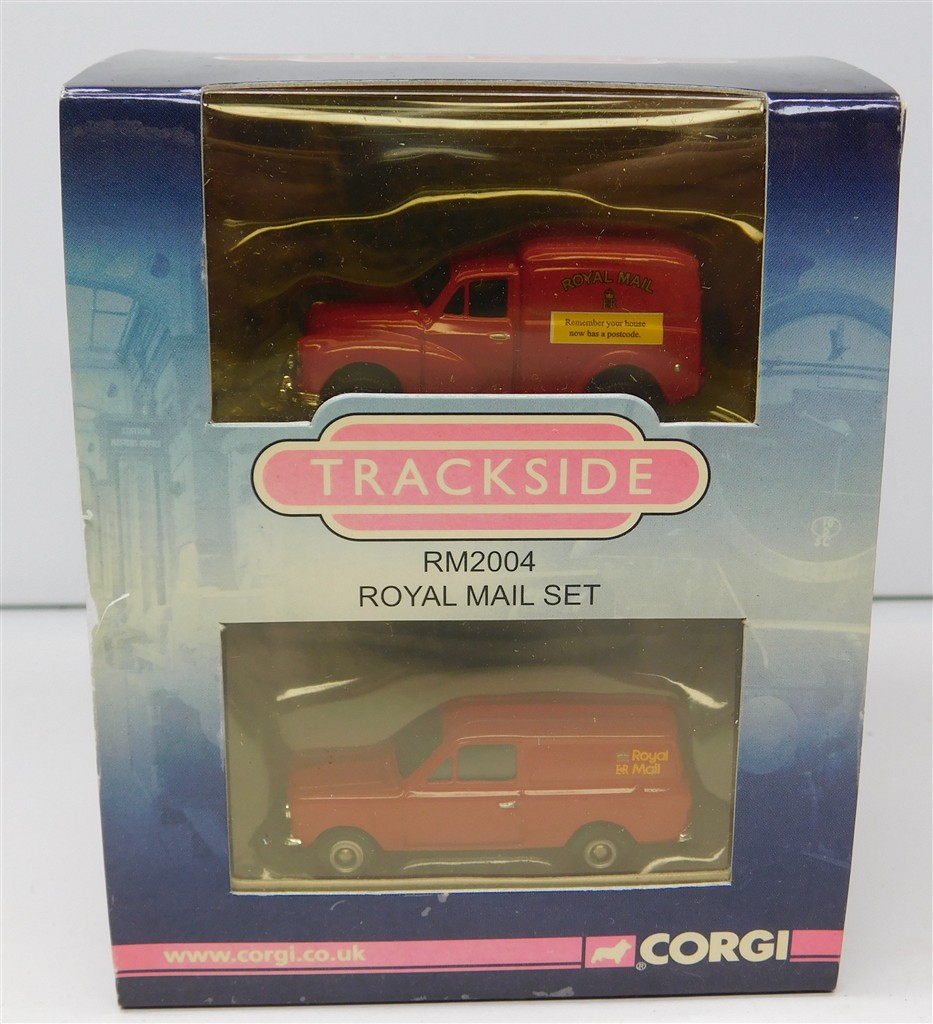 ROYAL MAIL
E R
Remember your house
now has a postcode.
TRACKSIDE
RM2004
ROYAL MAIL SET
Royal
E R Mail
www.corgi.co.uk
® CORGI